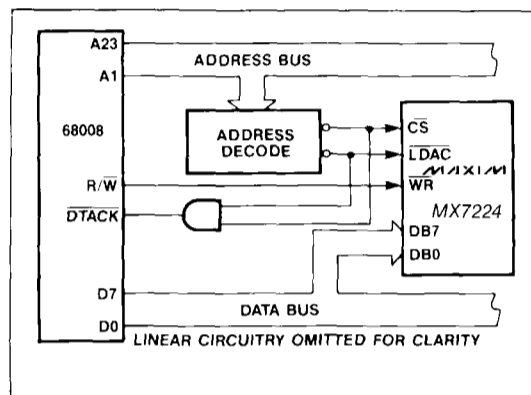 A23
ADDRESS BUS
A1
68008
ADDRESS
DECODE
CS
LDAC
MAXIM
R/W
WR
MX7224
DTACK
DB7
DB0
D7
DATA BUS
D0
LINEAR CIRCUITRY OMITTED FOR CLARITY